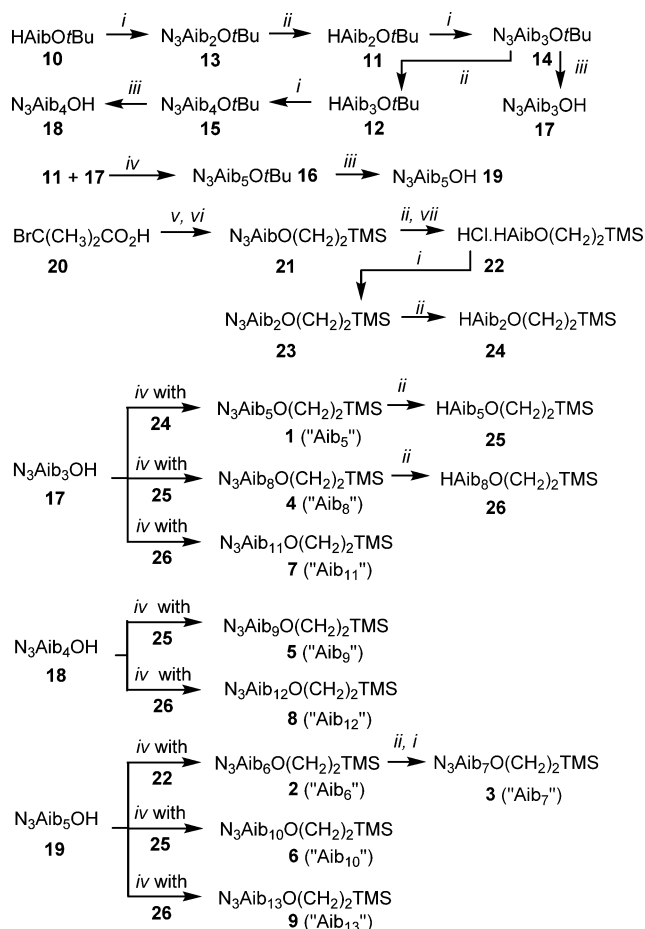 i ii i
HAibOtBu N₃Aib₂OtBu HAib₂OtBu N₃Aib₃OtBu
10 13 11 14
iii i ii iii
N₃Aib₄OH N₃Aib₄OtBu HAib₃OtBu N₃Aib₃OH
18 15 12 17
iv iii
11 + 17 N₃Aib₅OtBu 16 N₃Aib₅OH 19
v, vi ii, vii
BrC(CH₃)₂CO₂H N₃AibO(CH₂)₂TMS HCl.HAibO(CH₂)₂TMS
20 21 22
i
ii
N₃Aib₂O(CH₂)₂TMS HAib₂O(CH₂)₂TMS
23 24
iv with ii
N₃Aib₅O(CH₂)₂TMS HAib₅O(CH₂)₂TMS
24 1 ("Aib₅") 25
N₃Aib₃OH iv with ii
N₃Aib₈O(CH₂)₂TMS HAib₈O(CH₂)₂TMS
17 25 4 ("Aib₈") 26
iv with
N₃Aib₁₁O(CH₂)₂TMS
26 7 ("Aib₁₁")
iv with
N₃Aib₉O(CH₂)₂TMS
25 5 ("Aib₉")
N₃Aib₄OH
18
iv with
N₃Aib₁₂O(CH₂)₂TMS
26 8 ("Aib₁₂")
iv with ii, i
N₃Aib₆O(CH₂)₂TMS N₃Aib₇O(CH₂)₂TMS
22 2 ("Aib₆") 3 ("Aib₇")
N₃Aib₅OH iv with
N₃Aib₁₀O(CH₂)₂TMS
19 25 6 ("Aib₁₀")
iv with
N₃Aib₁₃O(CH₂)₂TMS
26 9 ("Aib₁₃")